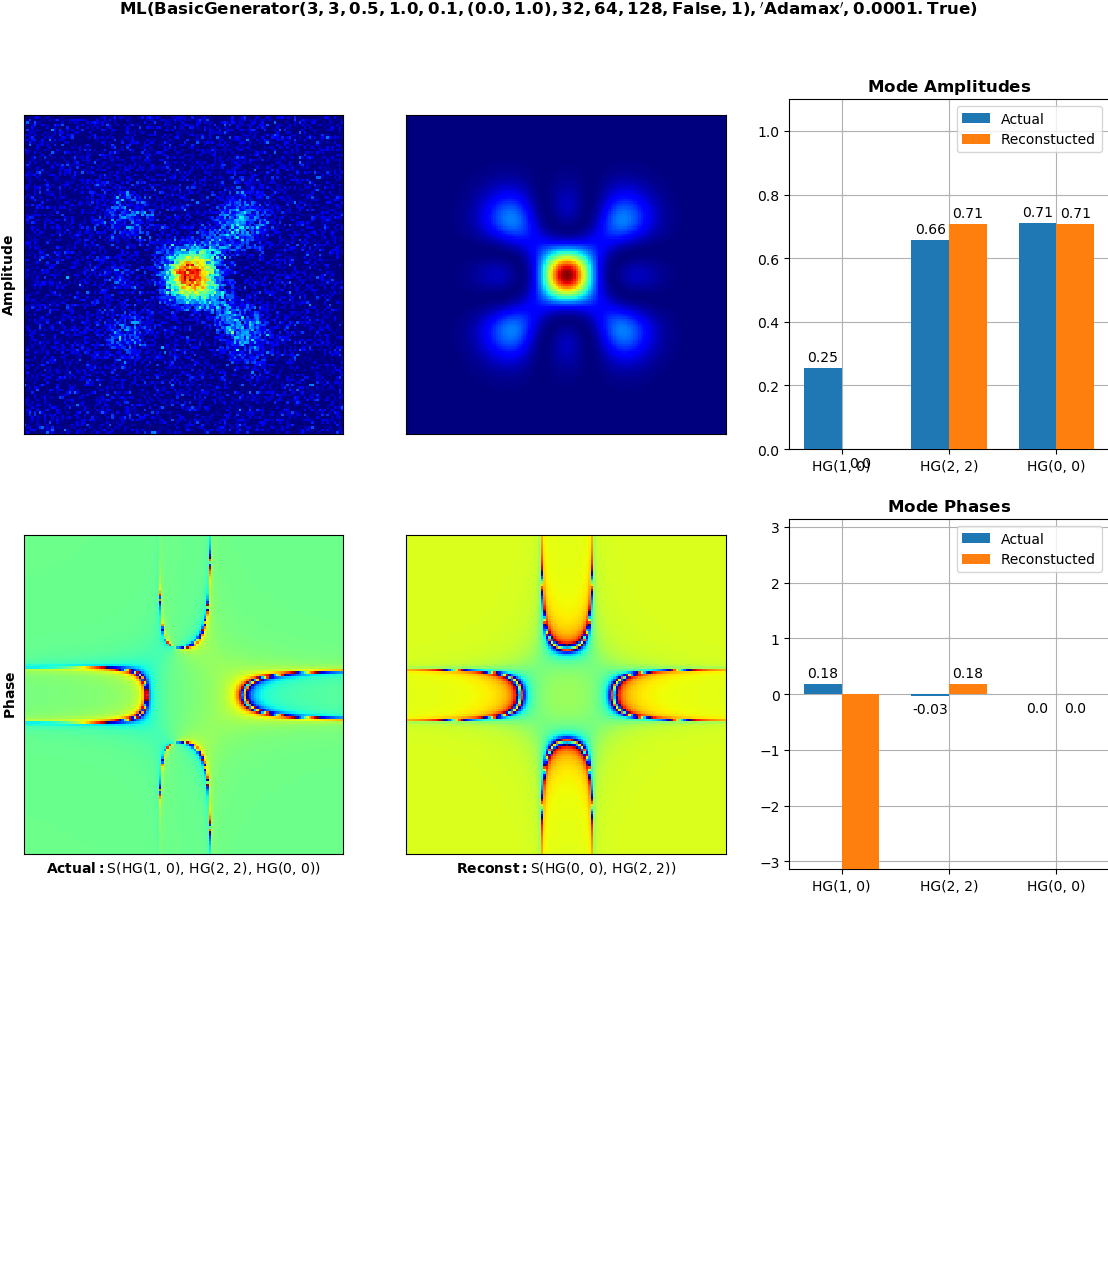 ML(BasicGenerator(3, 3, 0.5, 1.0, 0.1, (0.0, 1.0), 32, 64, 128, False, 1), ′Adamax′, 0.0001. True)
Mode Amplitudes
Amplitude
1.0
0.8
0.6
0.4
0.2
0.0
Actual
Reconstucted
0.25
0.0
0.66
0.71
0.71
0.71
HG(1, 0)
HG(2, 2)
HG(0, 0)
Mode Phases
Phase
3
2
1
0
−1
−2
−3
Actual
Reconstucted
0.18
-0.03
0.18
0.0
0.0
HG(1, 0)
HG(2, 2)
HG(0, 0)
Actual: S(HG(1, 0), HG(2, 2), HG(0, 0))
Reconst: S(HG(0, 0), HG(2, 2))